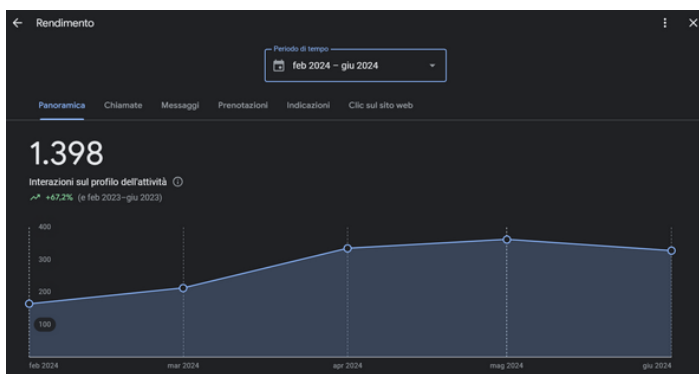 Rendimento
Periodo di tempo
feb 2024 – giu 2024
Panoramica Chiamate Messaggi Prenotazioni Indicazioni Clic sul sito web
1.398
Interazioni sul profilo dell'attività
+67,2% (e feb 2023–giu 2023)
400
300
200
100
feb 2024 mar 2024 apr 2024 mag 2024 giu 2024